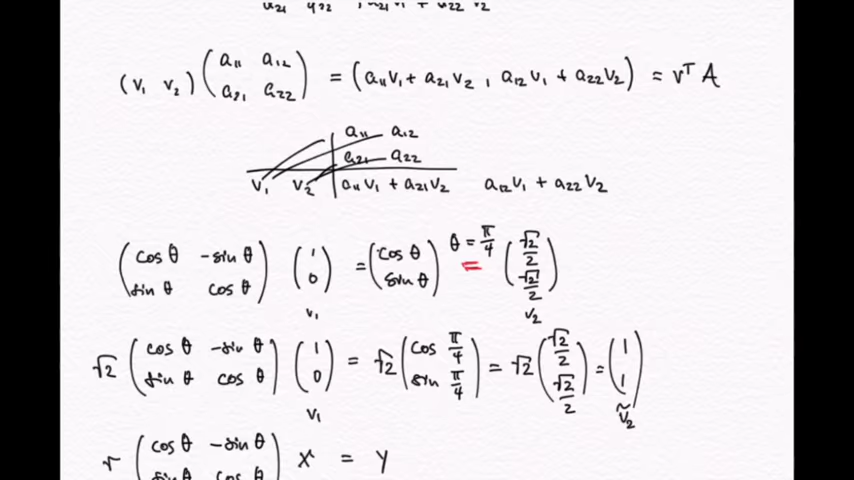 (v₁ v₂) (a₁₁ a₁₂ = (a₁₁v₁ + a₂₁v₂ , a₁₂v₁ + a₂₂v₂) = vᵀ A
a₂₁ a₂₂)
a₁₁ a₁₂
a₂₁ a₂₂
v₁ v₂ a₁₁v₁ + a₂₁v₂ a₁₂v₁ + a₂₂v₂
(cos θ -sin θ (1 = (cos θ θ = π/4 (√2/2
sin θ cos θ) 0) sin θ) = √2/2)
v₁ v₂
√2 (cos θ -sin θ (1 = √2 (cos π/4 = √2 (√2/2 = (1
sin θ cos θ) 0) sin π/4) √2/2) 1)
v₁ ṽ₂
r (cos θ -sin θ x = y
sin θ cos θ